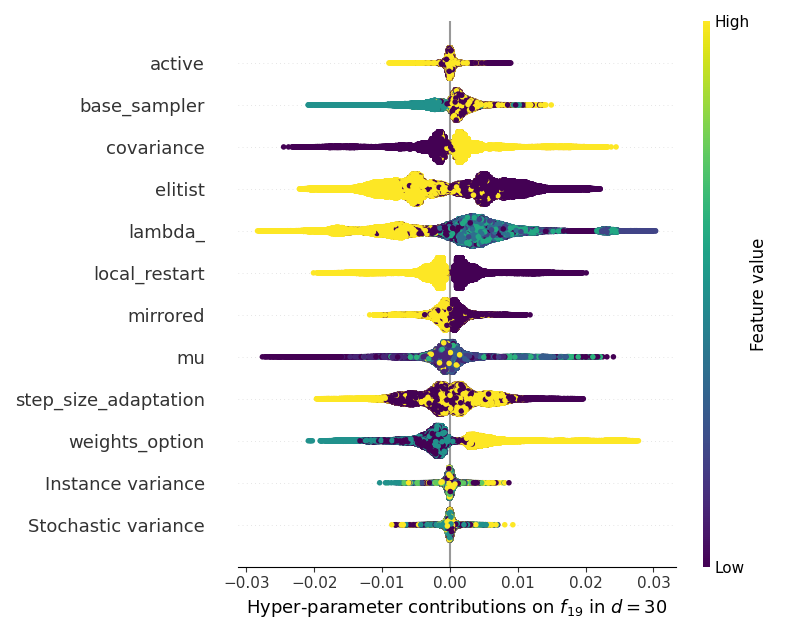 High
active
base_sampler
covariance
elitist
lambda_
local_restart
mirrored
mu
step_size_adaptation
weights_option
Instance variance
Stochastic variance
Feature value
Low
−0.03 −0.02 −0.01 0.00 0.01 0.02 0.03
Hyper-parameter contributions on f19 in d = 30